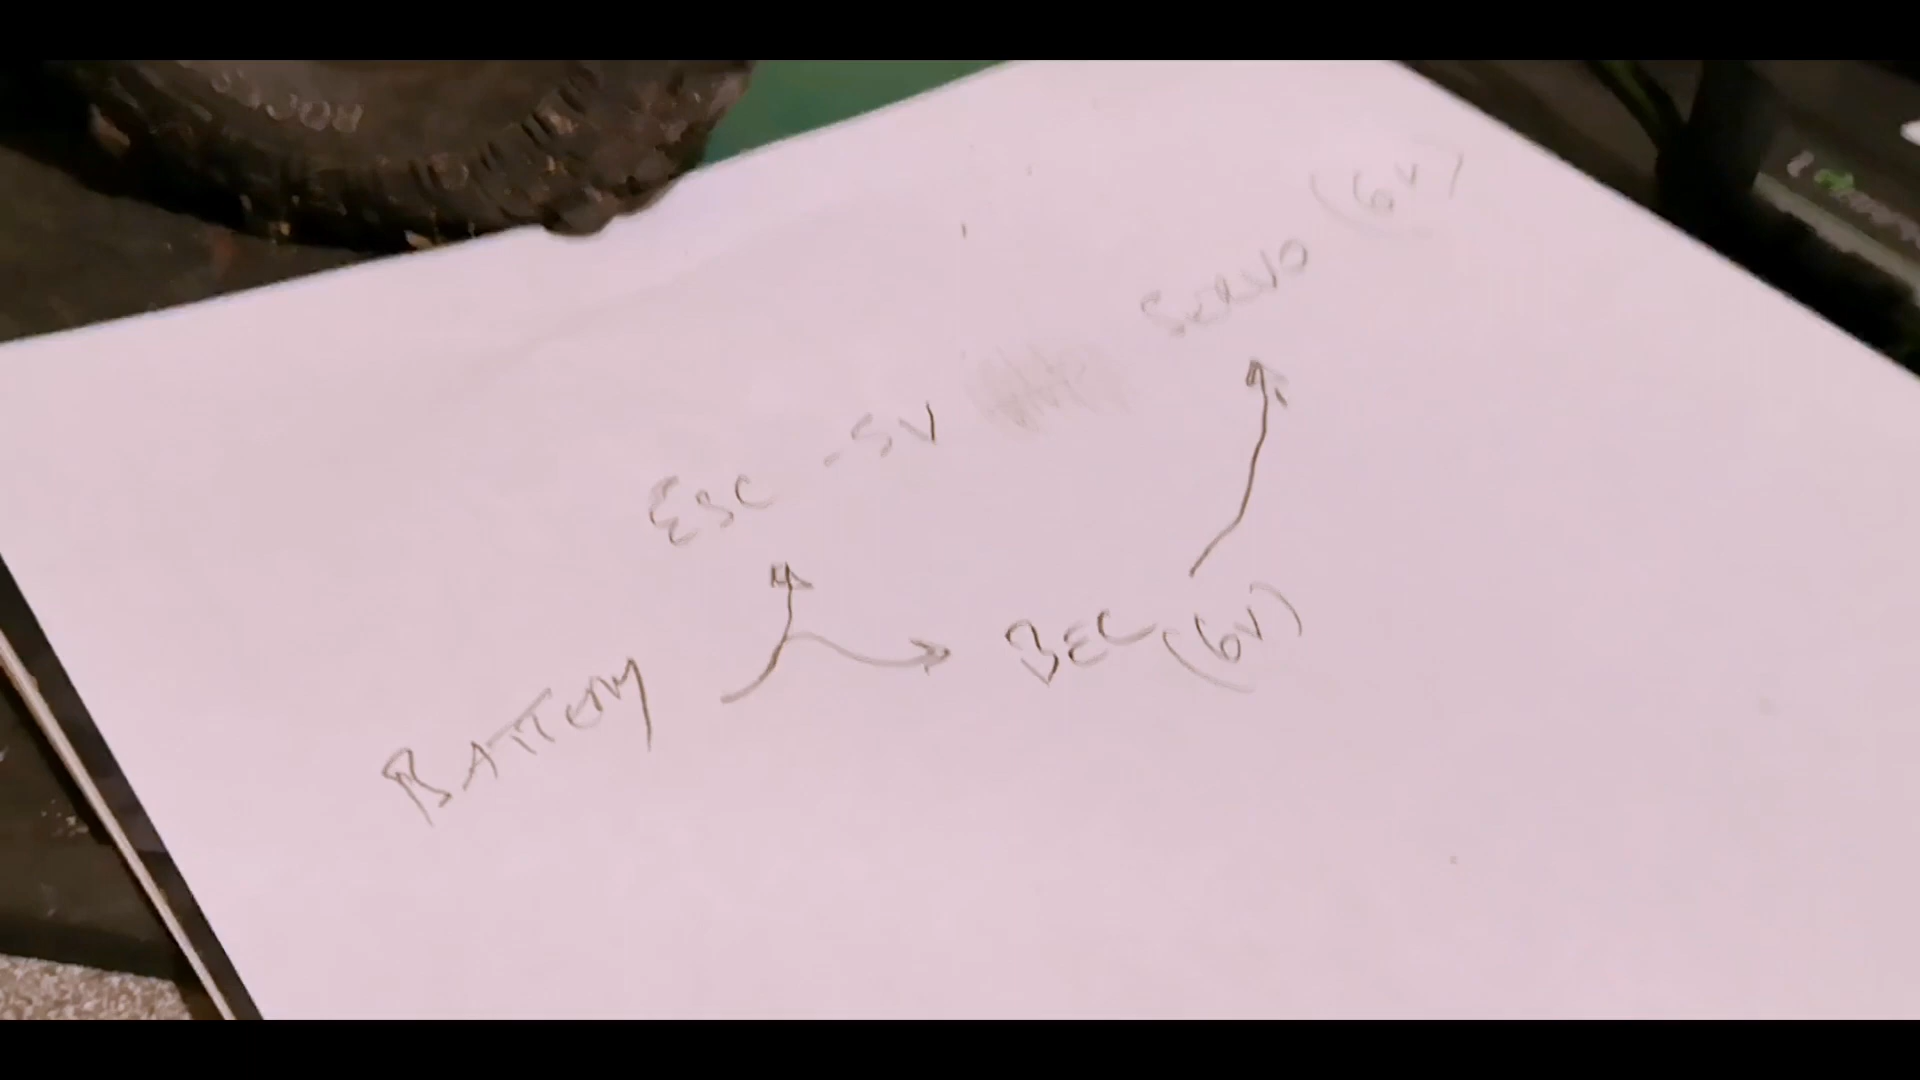 SERVO (6V)
ESC - 5V
BEC (6V)
BATTERY